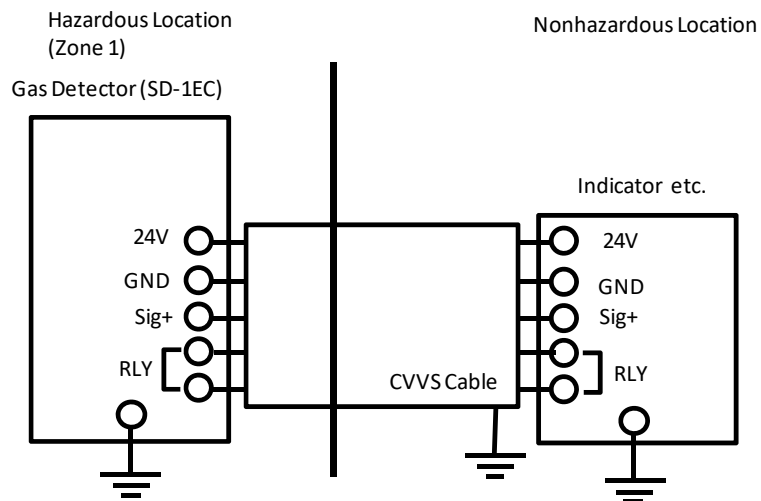 Hazardous Location
(Zone 1)
Nonhazardous Location
Gas Detector (SD-1EC)
Indicator etc.
24V
GND
Sig+
RLY
CVVS Cable
24V
GND
Sig+
RLY